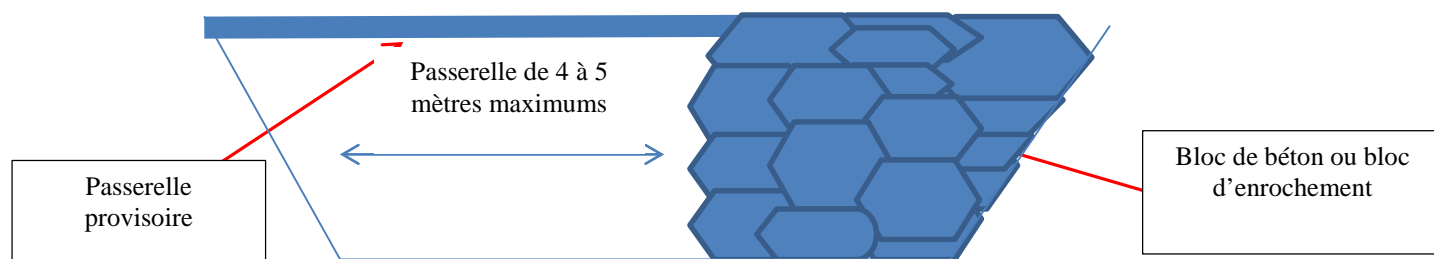 Passerelle de 4 à 5
mètres maximums
Passerelle
provisoire
Bloc de béton ou bloc
d'enrochement